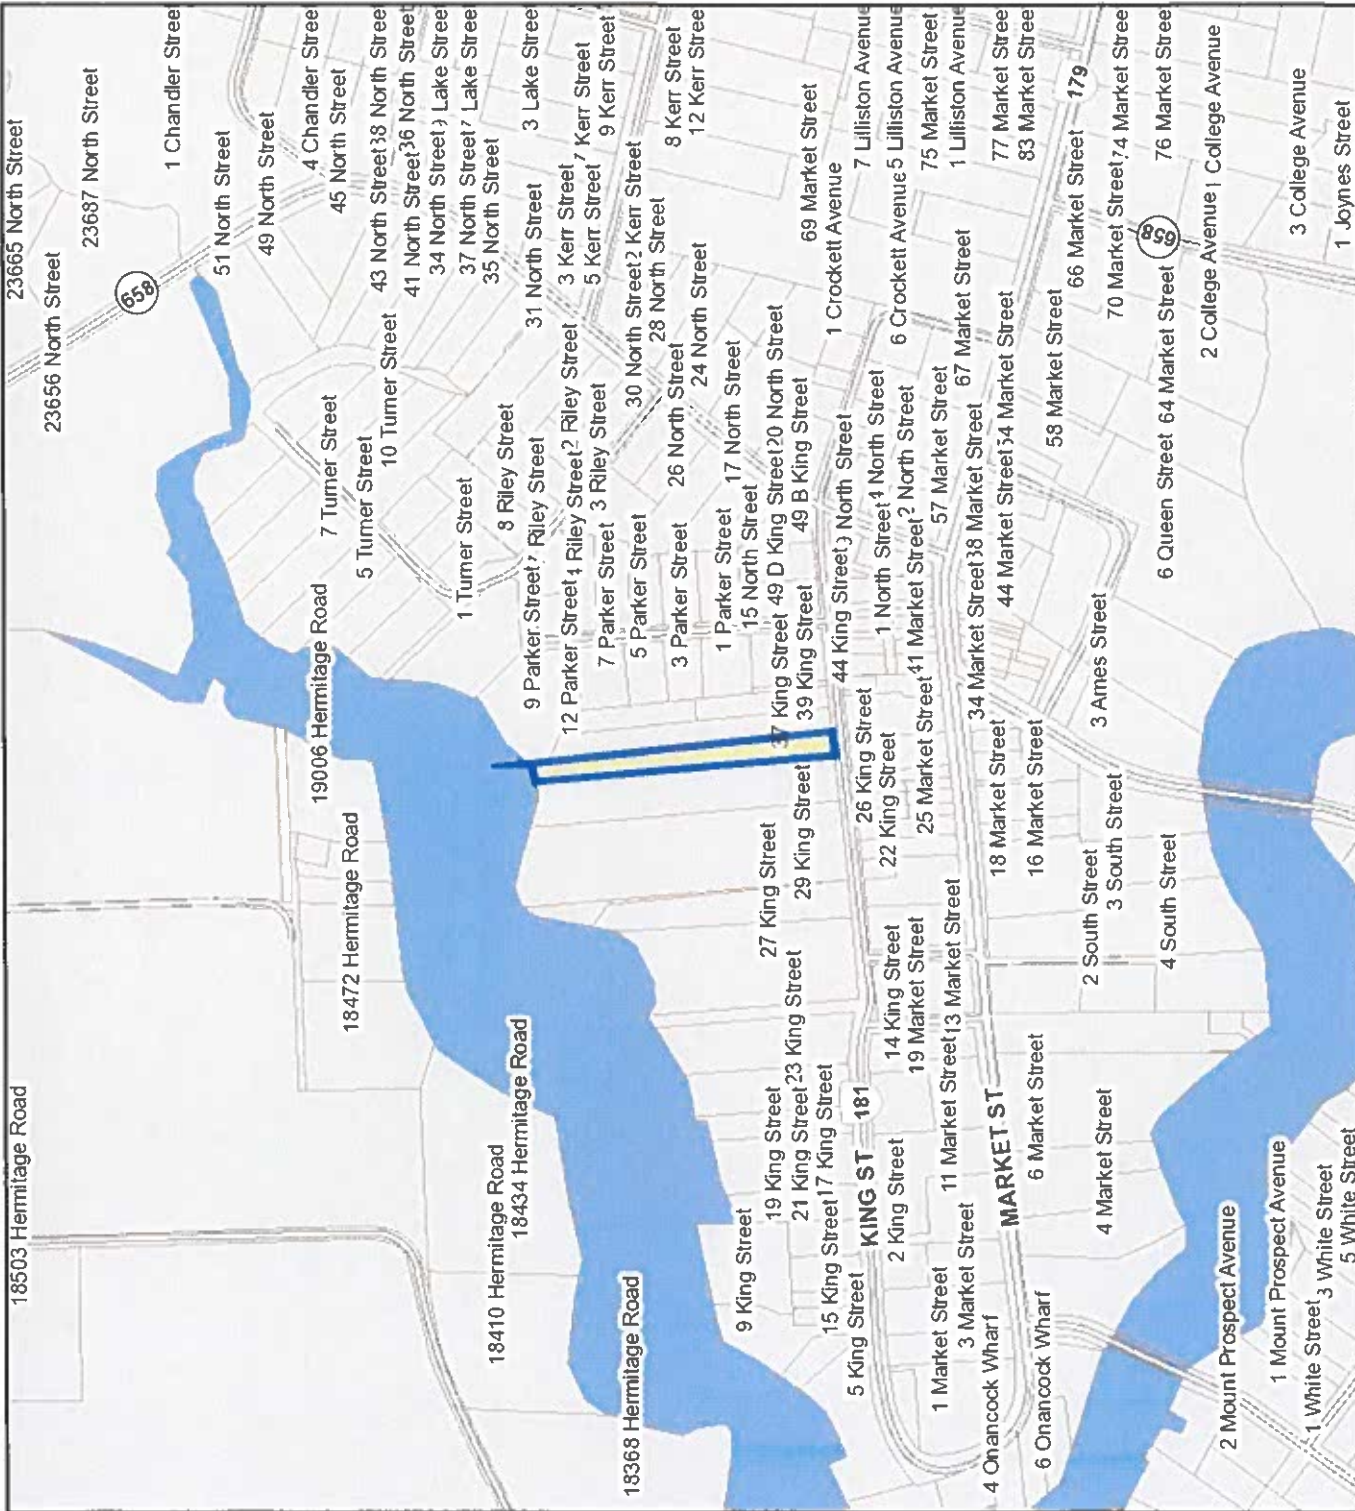 23665 North Street
23656 North Street
23687 North Street
658
1 Chandler Street
51 North Street
49 North Street
4 Chandler Street
45 North Street
43 North Street
38 North Street
41 North Street
36 North Street
34 North Street
Lake Street
37 North Street
7 Lake Street
35 North Street
3 Lake Street
31 North Street
3 Kerr Street
7 Kerr Street
5 Kerr Street
9 Kerr Street
30 North Street
2 Kerr Street
28 North Street
8 Kerr Street
12 Kerr Street
26 North Street
24 North Street
17 North Street
20 North Street
69 Market Street
1 Crockett Avenue
7 Lilliston Avenue
5 Lilliston Avenue
6 Crockett Avenue
75 Market Street
1 Lilliston Avenue
67 Market Street
77 Market Street
83 Market Street
179
66 Market Street
70 Market Street
74 Market Street
76 Market Street
658
64 Market Street
2 College Avenue
1 College Avenue
3 College Avenue
1 Joynes Street
7 Turner Street
5 Turner Street
10 Turner Street
1 Turner Street
8 Riley Street
9 Parker Street
7 Riley Street
12 Parker Street
4 Riley Street
2 Riley Street
7 Parker Street
3 Riley Street
5 Parker Street
3 Parker Street
1 Parker Street
15 North Street
37 King Street
49 D King Street
39 King Street
49 B King Street
44 King Street
3 North Street
1 North Street
4 North Street
41 Market Street
2 North Street
57 Market Street
34 Market Street
38 Market Street
44 Market Street
54 Market Street
58 Market Street
6 Queen Street
3 Ames Street
19006 Hermitage Road
18472 Hermitage Road
27 King Street
29 King Street
26 King Street
22 King Street
25 Market Street
18 Market Street
16 Market Street
2 South Street
3 South Street
4 South Street
14 King Street
19 Market Street
11 Market Street
13 Market Street
6 Market Street
4 Market Street
18503 Hermitage Road
18410 Hermitage Road
18434 Hermitage Road
18368 Hermitage Road
9 King Street
19 King Street
21 King Street
23 King Street
15 King Street
17 King Street
5 King Street
KING ST
181
2 King Street
1 Market Street
3 Market Street
MARKET ST
4 Onancock Wharf
6 Onancock Wharf
2 Mount Prospect Avenue
1 Mount Prospect Avenue
1 White Street
3 White Street
5 White Street